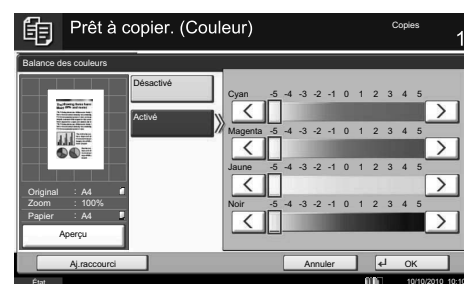 Prêt à copier. (Couleur)
Copies
1
Balance des couleurs
Désactivé
Activé
Cyan -5 -4 -3 -2 -1 0 1 2 3 4 5
Magenta -5 -4 -3 -2 -1 0 1 2 3 4 5
Jaune -5 -4 -3 -2 -1 0 1 2 3 4 5
Noir -5 -4 -3 -2 -1 0 1 2 3 4 5
Original : A4
Zoom : 100%
Papier : A4
Aperçu
Aj.raccourci
Annuler
OK
État
10/10/2010 10:10